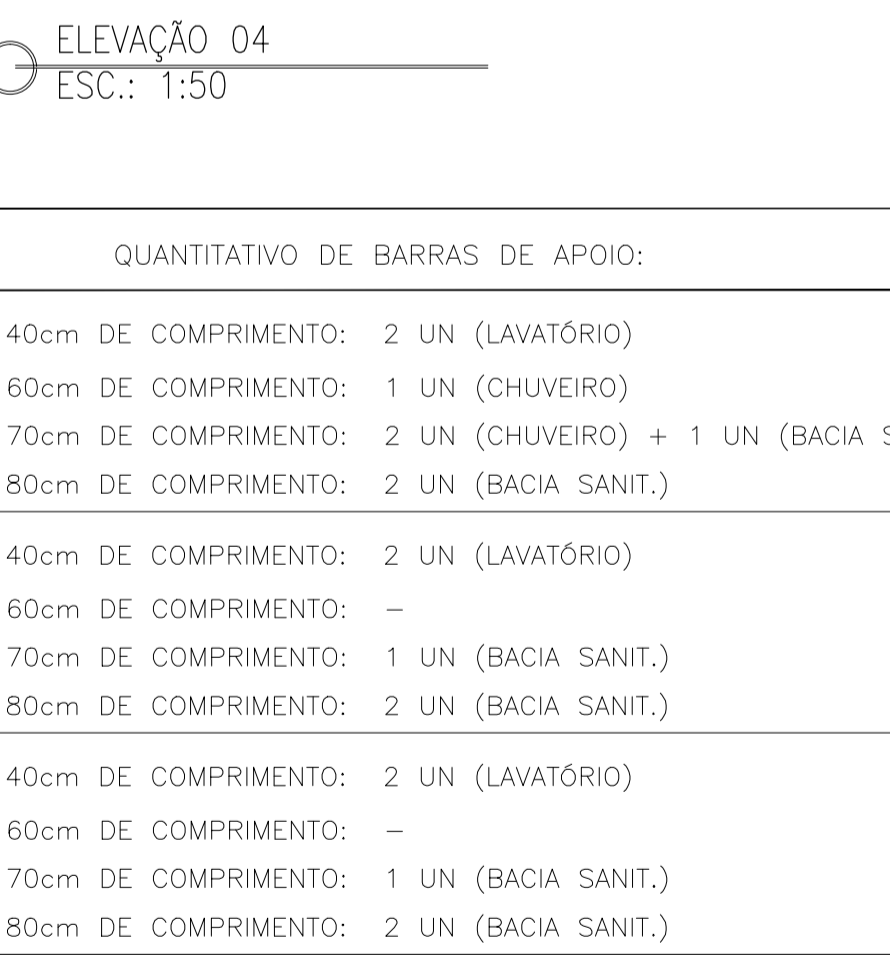 ELEVAÇÃO 04
ESC.: 1:50
QUANTITATIVO DE BARRAS DE APOIO:
40cm DE COMPRIMENTO: 2 UN (LAVATÓRIO)
60cm DE COMPRIMENTO: 1 UN (CHUVEIRO)
70cm DE COMPRIMENTO: 2 UN (CHUVEIRO) + 1 UN (BACIA
80cm DE COMPRIMENTO: 2 UN (BACIA SANIT.)
40cm DE COMPRIMENTO: 2 UN (LAVATÓRIO)
60cm DE COMPRIMENTO: –
70cm DE COMPRIMENTO: 1 UN (BACIA SANIT.)
80cm DE COMPRIMENTO: 2 UN (BACIA SANIT.)
40cm DE COMPRIMENTO: 2 UN (LAVATÓRIO)
60cm DE COMPRIMENTO: –
70cm DE COMPRIMENTO: 1 UN (BACIA SANIT.)
80cm DE COMPRIMENTO: 2 UN (BACIA SANIT.)